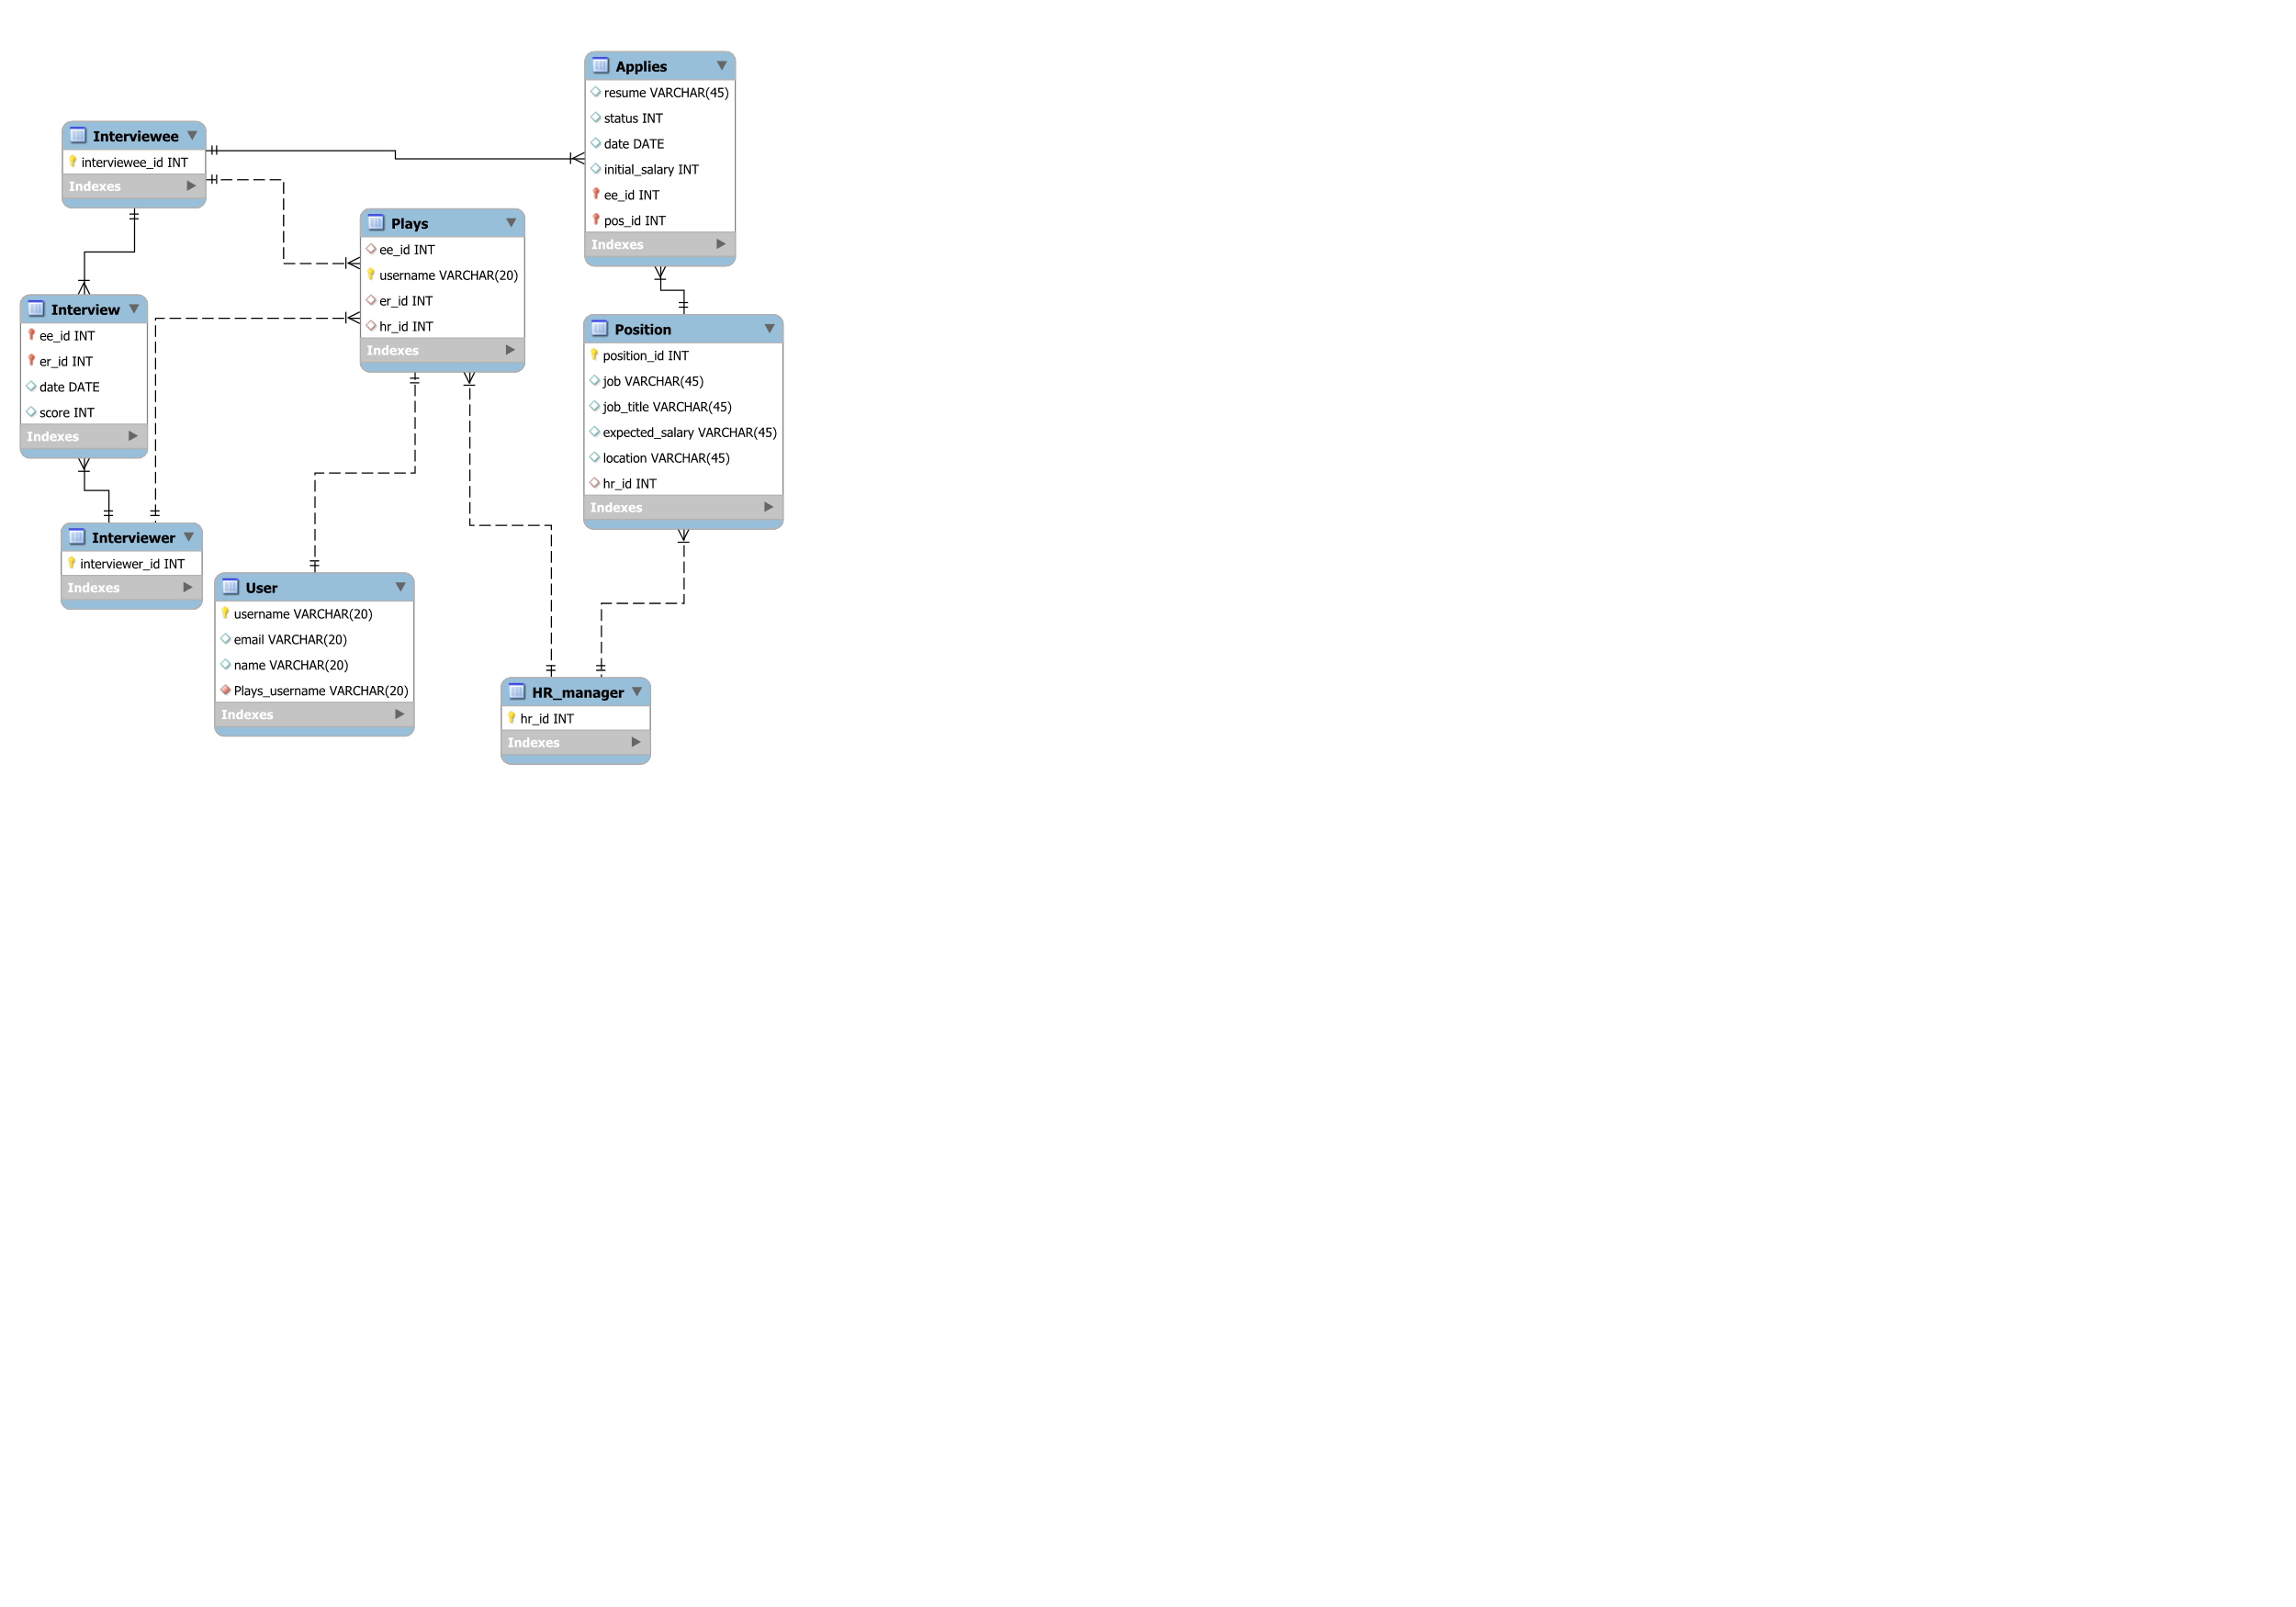 Applies
resume VARCHAR(45)
status INT
date DATE
initial_salary INT
ee_id INT
pos_id INT
Indexes
Interviewee
interviewee_id INT
Indexes
Plays
ee_id INT
username VARCHAR(20)
er_id INT
hr_id INT
Indexes
Interview
ee_id INT
er_id INT
date DATE
score INT
Indexes
Position
position_id INT
job VARCHAR(45)
job_title VARCHAR(45)
expected_salary VARCHAR(45)
location VARCHAR(45)
hr_id INT
Indexes
Interviewer
interviewer_id INT
Indexes
User
username VARCHAR(20)
email VARCHAR(20)
name VARCHAR(20)
Plays_username VARCHAR(20)
Indexes
HR_manager
hr_id INT
Indexes